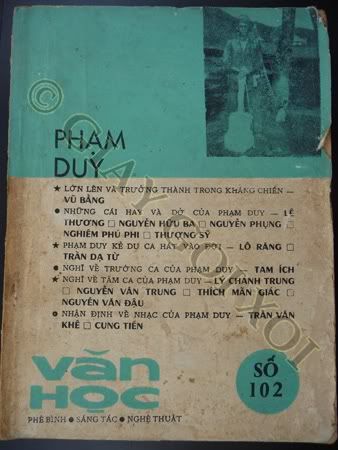 PHẠM
DUY
★ LỚN LÊN VÀ TRƯỞNG THÀNH TRONG KHÁNG CHIẾN –
VŨ BẰNG
● NHỮNG CÁI HAY VÀ DỞ CỦA PHẠM DUY – LÊ
THƯƠNG □ NGUYỄN HỮU BA □ NGUYỄN PHỤNG □
NGHIÊM PHÚ PHI □ THƯỢNG SỸ
★ PHẠM DUY KẺ DU CA HÁT VÀO ĐỜI – LÔ RĂNG □
TRẦN DẠ TỪ
● NGHĨ VỀ TRƯỜNG CA CỦA PHẠM DUY – TAM ÍCH
★ NGHĨ VỀ TÂM CA CỦA PHẠM DUY – LÝ CHÁNH TRUNG
□ NGUYỄN VĂN TRUNG □ THÍCH MÃN GIÁC □
NGUYỄN VĂN ĐẬU
● NHẬN ĐỊNH VỀ NHẠC CỦA PHẠM DUY – TRẦN VĂN
KHÊ □ CUNG TIẾN
Văn
HỌC
SỐ
102
PHÊ BÌNH ● SÁNG TÁC ● NGHỆ THUẬT